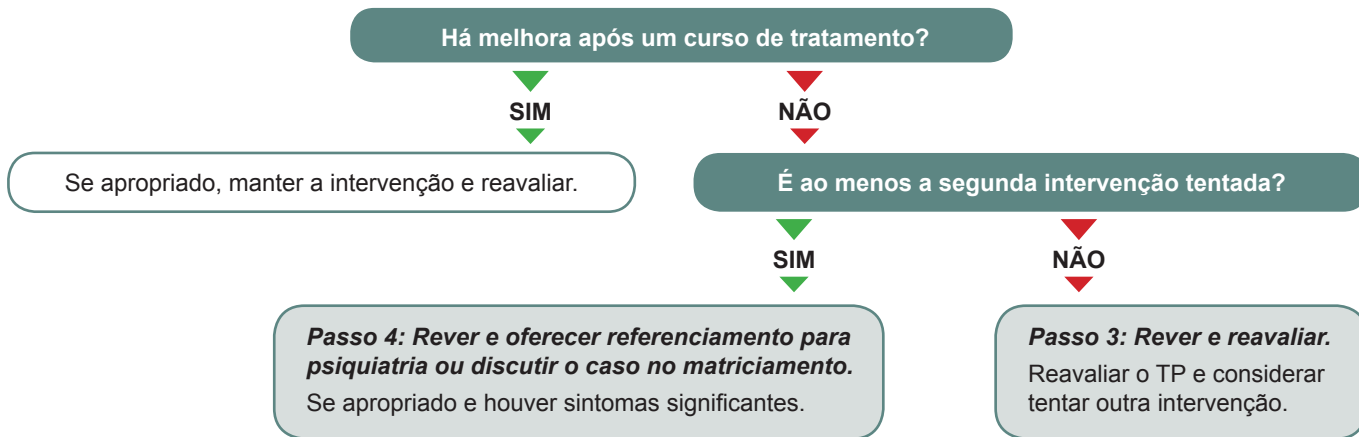 Há melhora após um curso de tratamento?
SIM
NÃO
Se apropriado, manter a intervenção e reavaliar.
É ao menos a segunda intervenção tentada?
SIM
NÃO
Passo 4: Rever e oferecer referenciamento para
psiquiatria ou discutir o caso no matriciamento.
Se apropriado e houver sintomas significantes.
Passo 3: Rever e reavaliar.
Reavaliar o TP e considerar
tentar outra intervenção.